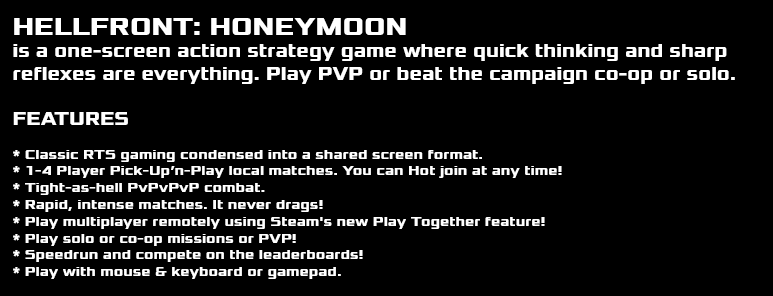 HELLFRONT: HONEYMOON
is a one-screen action strategy game where quick thinking and sharp
reflexes are everything. Play PVP or beat the campaign co-op or solo.
FEATURES
* Classic RTS gaming condensed into a shared screen format.
* 1-4 Player Pick-Up'n-Play local matches. You can Hot join at any time!
* Tight-as-hell PvPvPvP combat.
* Rapid, intense matches. It never drags!
* Play multiplayer remotely using Steam's new Play Together feature!
* Play solo or co-op missions or PVP!
* Speedrun and compete on the leaderboards!
* Play with mouse & keyboard or gamepad.